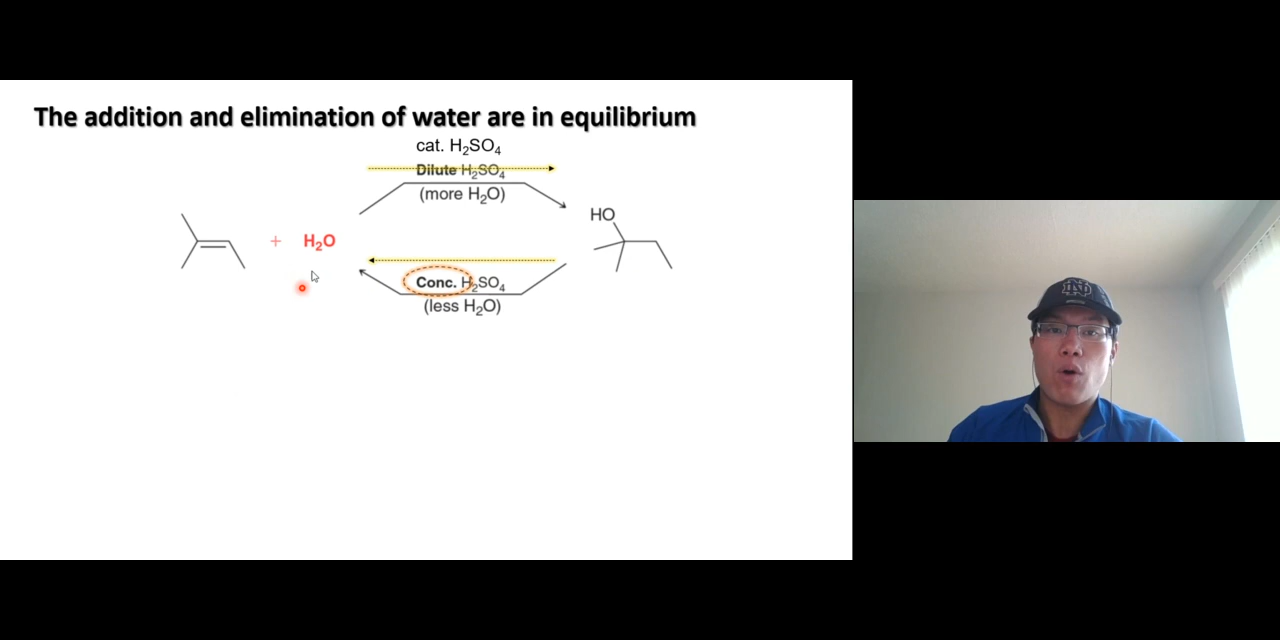 The addition and elimination of water are in equilibrium
cat. H₂SO₄
Dilute H₂SO₄
(more H₂O)
HO
+ H₂O
Conc. H₂SO₄
(less H₂O)
ND